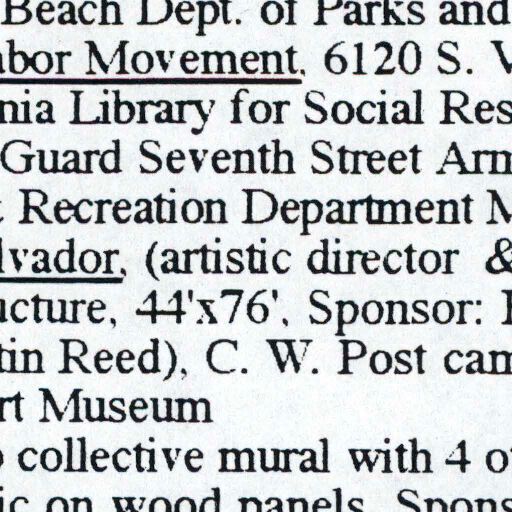 Beach Dept. of Parks and
abor Movement, 6120 S. V
nia Library for Social Res
Guard Seventh Street Arm
Recreation Department M
lvador, (artistic director &
ucture, 44'x76', Sponsor:
tin Reed), C. W. Post cam
rt Museum
collective mural with 4 o
ic on wood panels. Spons